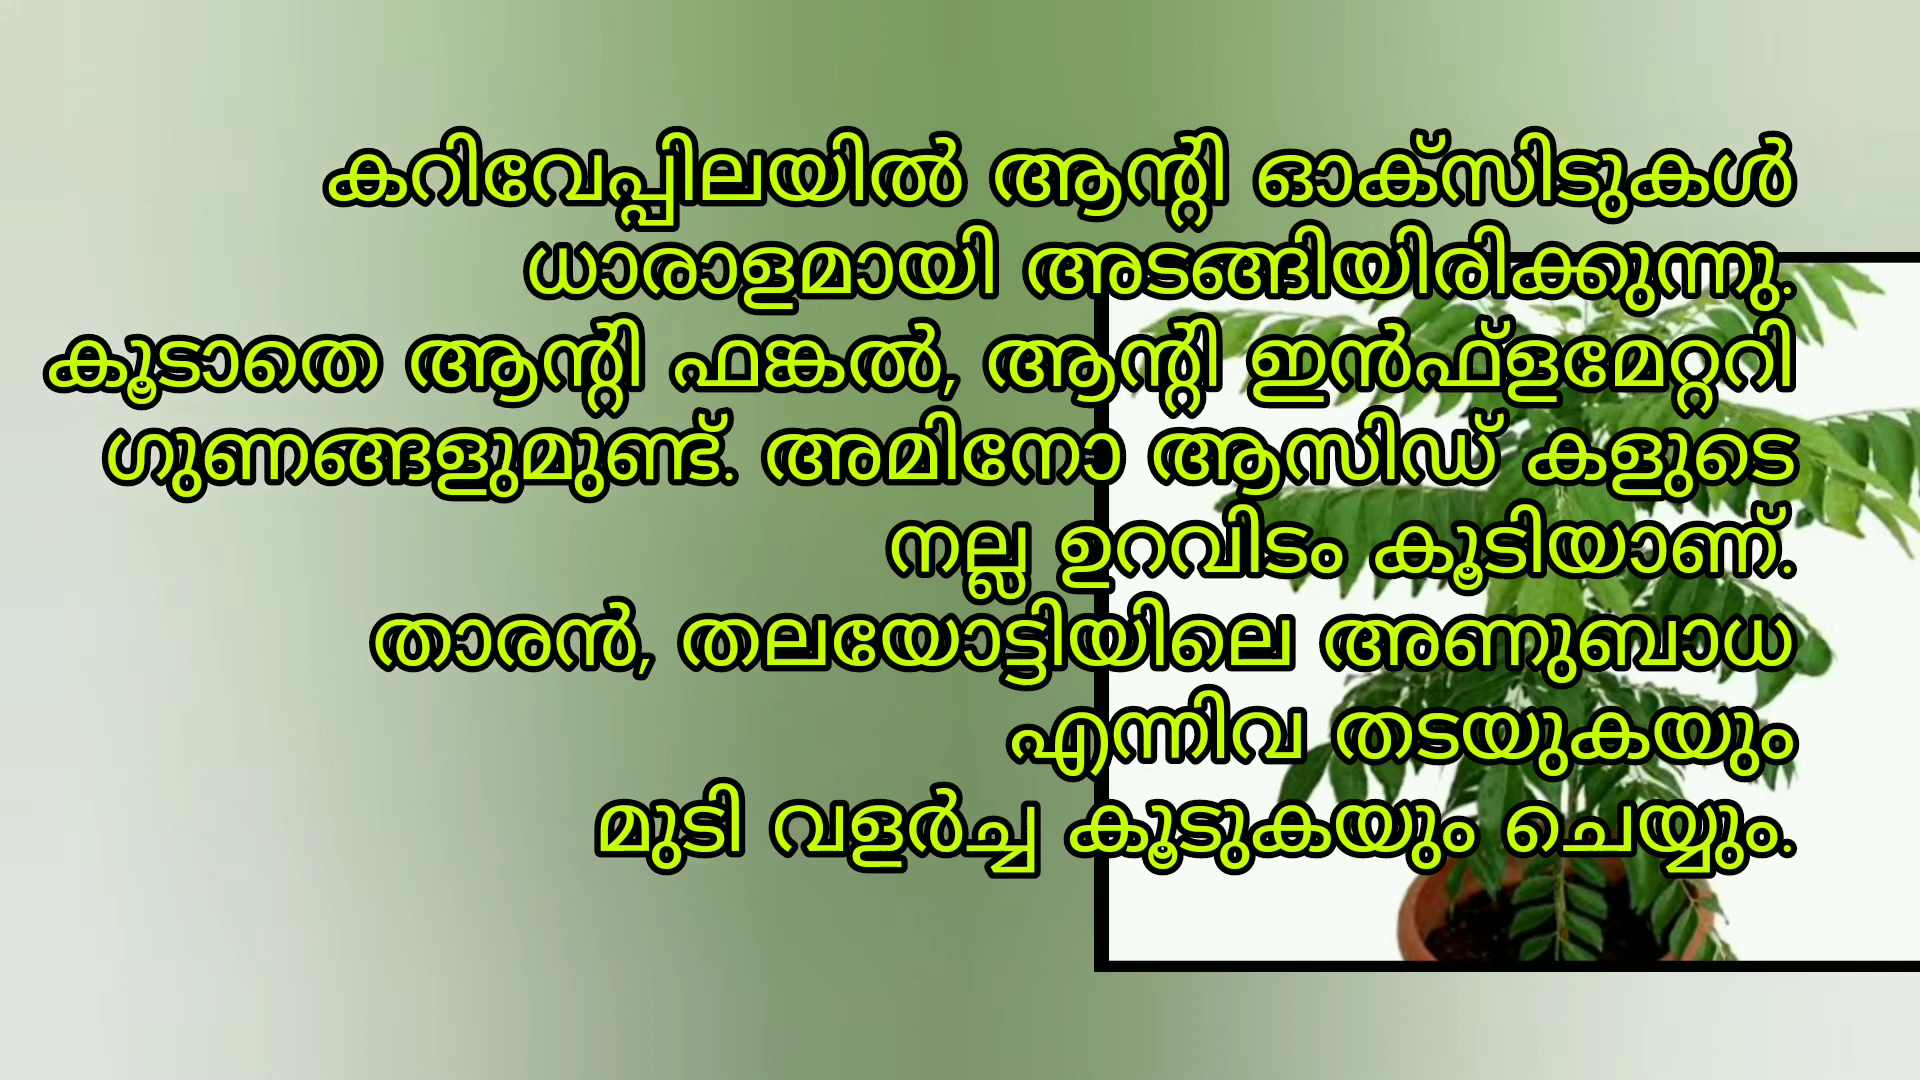 കറിവേപ്പിലയിൽ ആന്റി ഓക്സിടുകൾ
ധാരാളമായി അടങ്ങിയിരിക്കുന്നു.
കൂടാതെ ആന്റി ഫങ്കൽ, ആന്റി ഇൻഫ്ളമേറ്ററി
ഗുണങ്ങളുമുണ്ട്. അമിനോ ആസിഡ് കളുടെ
നല്ല ഉറവിടം കൂടിയാണ്.
താരൻ, തലയോട്ടിയിലെ അണുബാധ
എന്നിവ തടയുകയും
മുടി വളർച്ച കൂടുകയും ചെയ്യും.